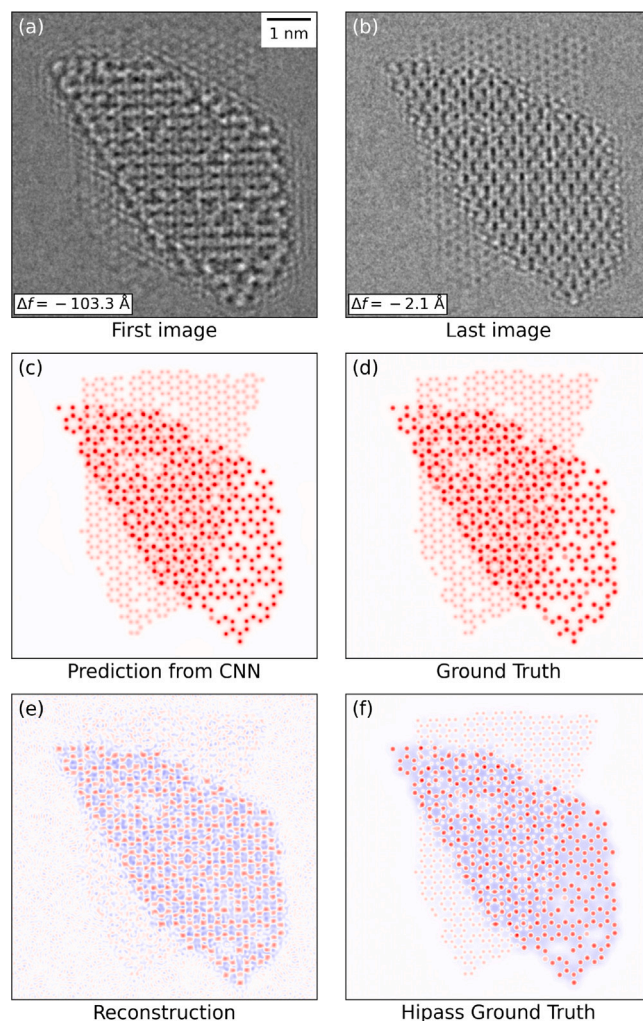 (a)
1 nm
Δf = −103.3 Å
First image
(b)
Δf = −2.1 Å
Last image
(c)
Prediction from CNN
(d)
Ground Truth
(e)
Reconstruction
(f)
Hipass Ground Truth